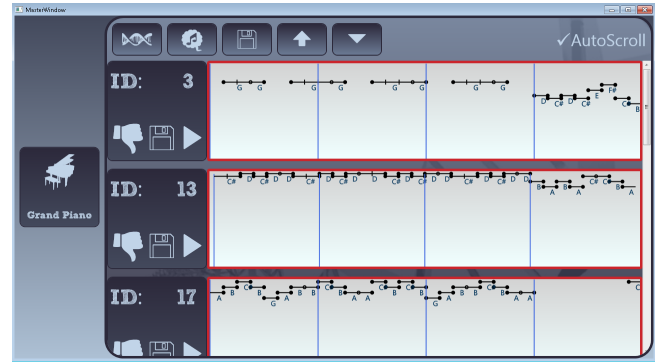 MasterWindow
AutoScroll
ID: 3
G G G G G G G G
D C# D C# E F# C B
Grand Piano
ID: 13
C# D C# D D C# D C# D D C# D C# D C# D D C# D D
B A B A C# C# A
ID: 17
A B C G A B C B A A C B C G A B B C B A A C